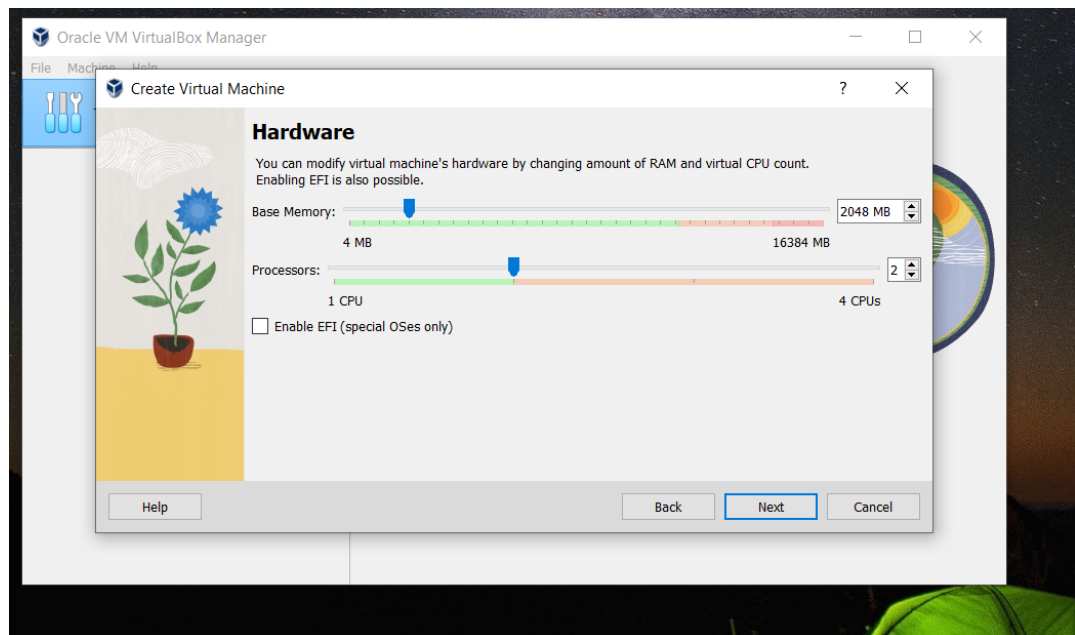 Oracle VM VirtualBox Manager
File Machine Help
Create Virtual Machine ?
Hardware
You can modify virtual machine's hardware by changing amount of RAM and virtual CPU count.
Enabling EFI is also possible.
Base Memory: 2048 MB
4 MB 16384 MB
Processors: 2
1 CPU 4 CPUs
Enable EFI (special OSes only)
Help Back Next Cancel